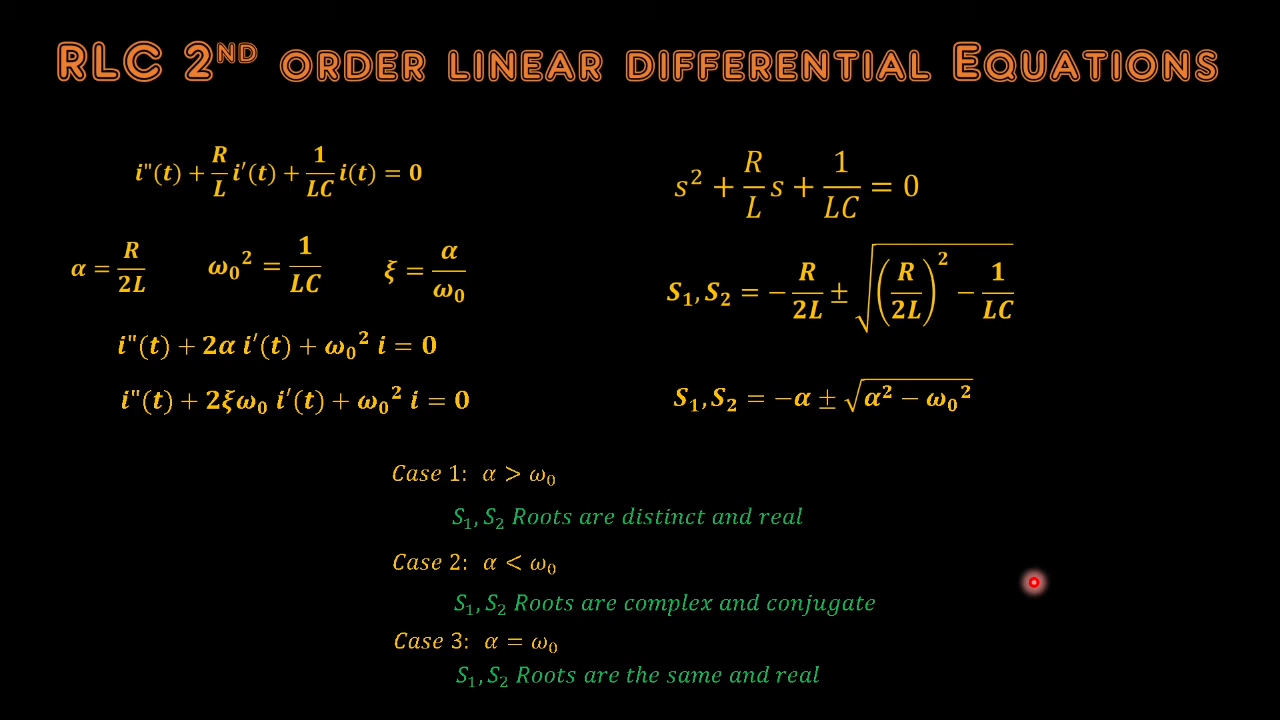 RLC 2ND ORDER LINEAR DIFFERENTIAL EQUATIONS
i"(t) + R/L i′(t) + 1/LC i(t) = 0
α = R/2L ω₀² = 1/LC ξ = α/ω₀
i"(t) + 2α i′(t) + ω₀² i = 0
i"(t) + 2ξω₀ i′(t) + ω₀² i = 0
s² + R/L s + 1/LC = 0
S₁, S₂ = −R/2L ± √((R/2L)² − 1/LC)
S₁, S₂ = −α ± √(α² − ω₀²)
Case 1: α > ω₀
S₁, S₂ Roots are distinct and real
Case 2: α < ω₀
S₁, S₂ Roots are complex and conjugate
Case 3: α = ω₀
S₁, S₂ Roots are the same and real